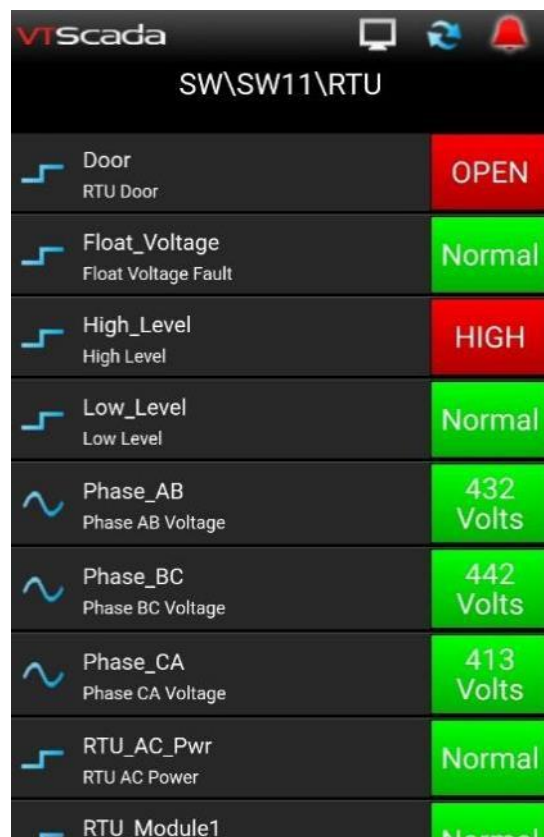 VTScada
SW\SW11\RTU
Door
RTU Door
OPEN
Float_Voltage
Float Voltage Fault
Normal
High_Level
High Level
HIGH
Low_Level
Low Level
Normal
Phase_AB
Phase AB Voltage
432
Volts
Phase_BC
Phase BC Voltage
442
Volts
Phase_CA
Phase CA Voltage
413
Volts
RTU_AC_Pwr
RTU AC Power
Normal
RTU_Module1
Normal